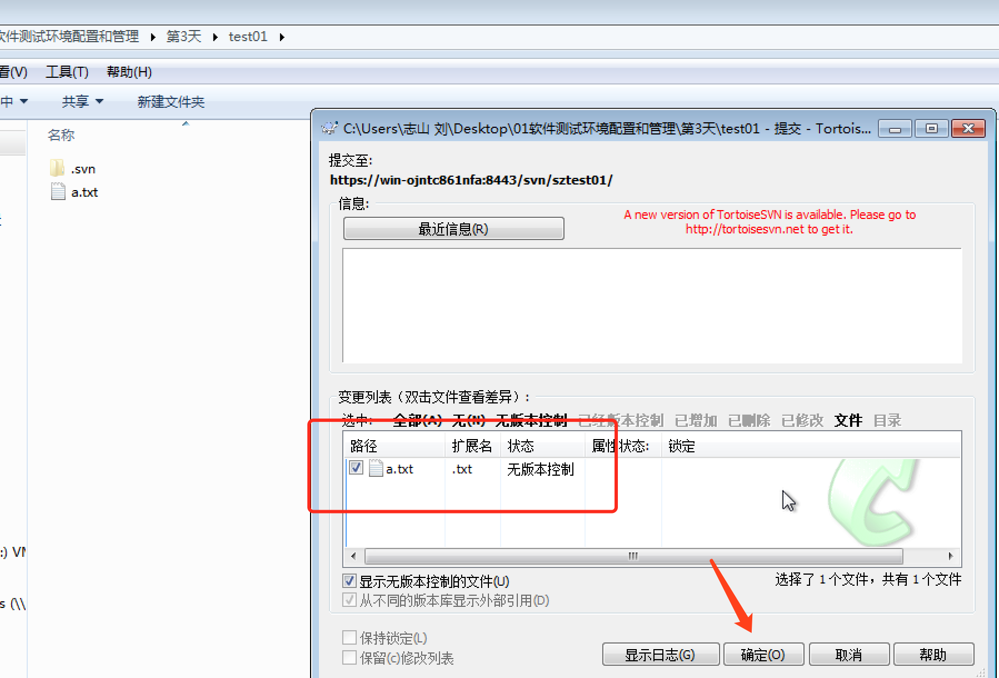 软件测试环境配置和管理 第3天 test01
看(V) 工具(T) 帮助(H)
中 共享 新建文件夹
名称
.svn
a.txt
:) VM
s (\\
C:\Users\志山 刘\Desktop\01软件测试环境配置和管理\第3天\test01 - 提交 - Tortois...
提交至:
https://win-ojntc861nfa:8443/svn/sztest01/
信息:
最近信息(R)
A new version of TortoiseSVN is available. Please go to
http://tortoisesvn.net to get it.
变更列表（双击文件查看差异）:
选中: 全部(A) 无(N) 无版本控制 已经版本控制 已增加 已删除 已修改 文件 目录
路径 扩展名 状态 属性状态: 锁定
a.txt .txt 无版本控制
显示无版本控制的文件(U)
选择了 1 个文件，共有 1 个文件
从不同的版本库显示外部引用(D)
保持锁定(L)
保留(c)修改列表
显示日志(G) 确定(O) 取消 帮助